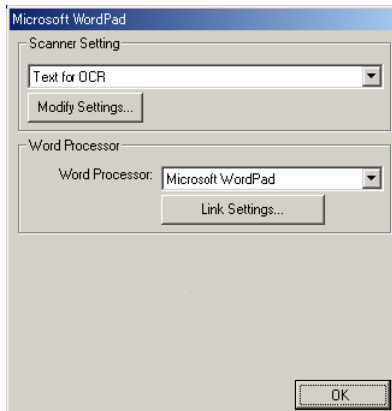 Microsoft WordPad
Scanner Setting
Text for OCR
Modify Settings...
Word Processor
Word Processor: Microsoft WordPad
Link Settings...
OK